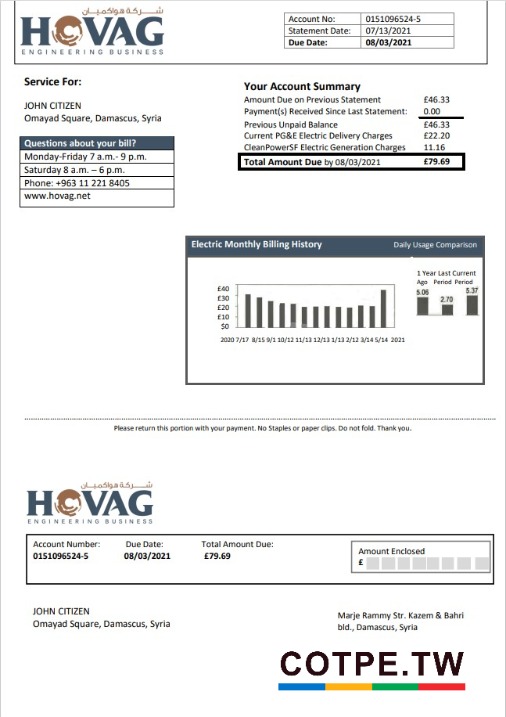 شـــركة هواكميـان
HOVAG
ENGINEERING BUSINESS
Account No: 0151096524-5
Statement Date: 07/13/2021
Due Date: 08/03/2021
Service For:
JOHN CITIZEN
Omayad Square, Damascus, Syria
Questions about your bill?
Monday-Friday 7 a.m.- 9 p.m.
Saturday 8 a.m. – 6 p.m.
Phone: +963 11 221 8405
www.hovag.net
Your Account Summary
Amount Due on Previous Statement £46.33
Payment(s) Received Since Last Statement: 0.00
Previous Unpaid Balance £46.33
Current PG&E Electric Delivery Charges £22.20
CleanPowerSF Electric Generation Charges 11.16
Total Amount Due by 08/03/2021 £79.69
Electric Monthly Billing History Daily Usage Comparison
1 Year Last Current
Ago Period Period
5.06 2.70 5.37
£40
£30
£20
£10
$0
2020 7/17 8/15 9/1 10/12 11/13 12/13 1/13 2/12 3/14 5/14 2021
Please return this portion with your payment. No Staples or paper clips. Do not fold. Thank you.
شـــركة هواكميـان
HOVAG
ENGINEERING BUSINESS
Account Number: Due Date: Total Amount Due:
0151096524-5 08/03/2021 £79.69
Amount Enclosed
£
JOHN CITIZEN
Omayad Square, Damascus, Syria
Marje Rammy Str. Kazem & Bahri
bld., Damascus, Syria
COTPE.TW